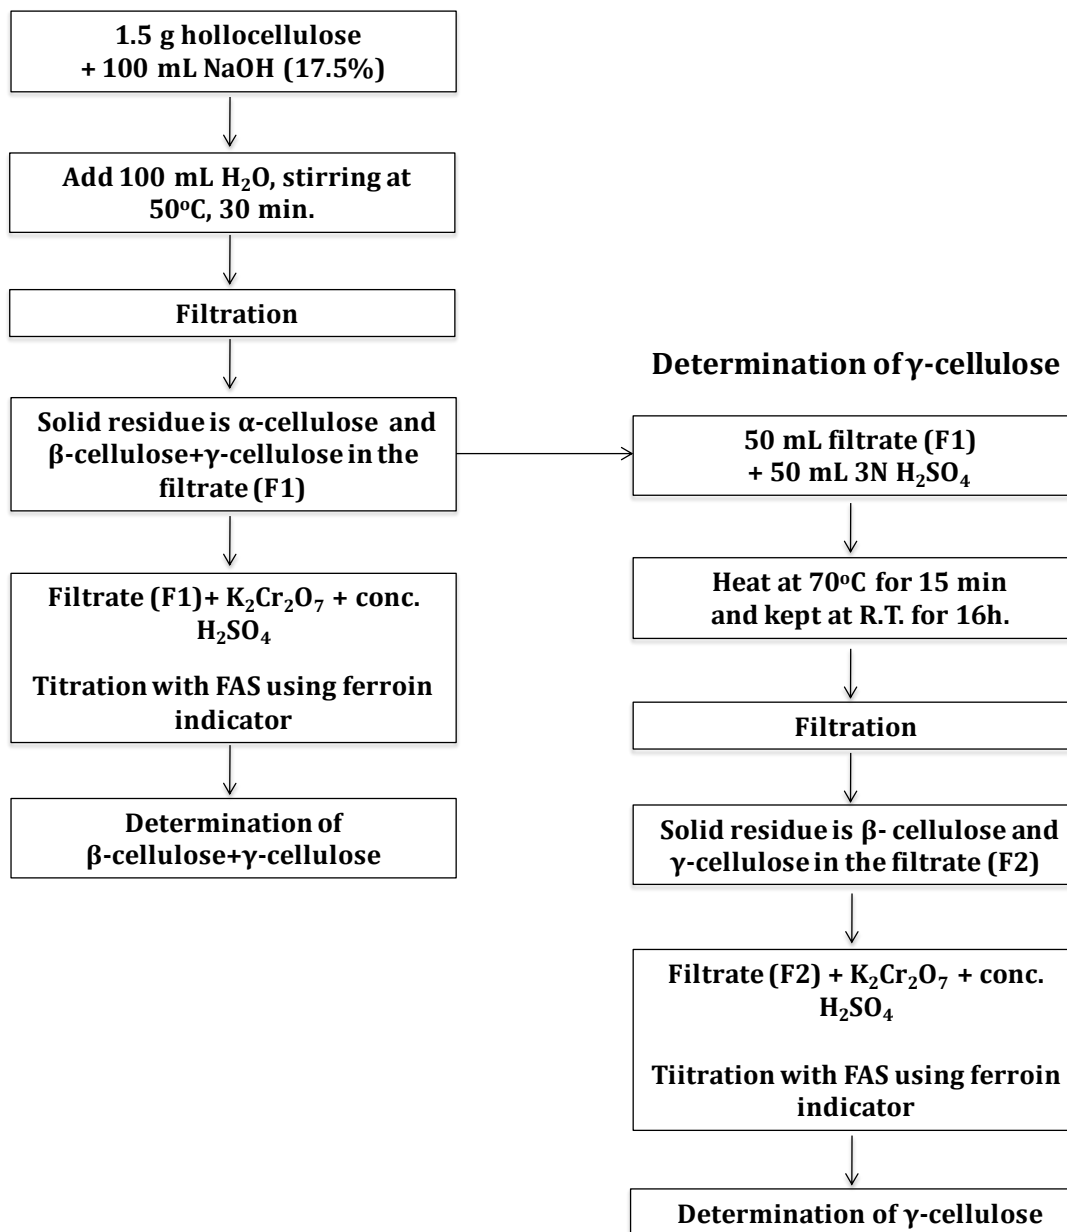 1.5 g hollocellulose
+ 100 mL NaOH (17.5%)
Add 100 mL H₂O, stirring at
50ºC, 30 min.
Filtration
Solid residue is α-cellulose and
β-cellulose+γ-cellulose in the
filtrate (F1)
Filtrate (F1)+ K₂Cr₂O₇ + conc.
H₂SO₄
Titration with FAS using ferroin
indicator
Determination of
β-cellulose+γ-cellulose
Determination of γ-cellulose
50 mL filtrate (F1)
+ 50 mL 3N H₂SO₄
Heat at 70ºC for 15 min
and kept at R.T. for 16h.
Filtration
Solid residue is β- cellulose and
γ-cellulose in the filtrate (F2)
Filtrate (F2) + K₂Cr₂O₇ + conc.
H₂SO₄
Tiitration with FAS using ferroin
indicator
Determination of γ-cellulose